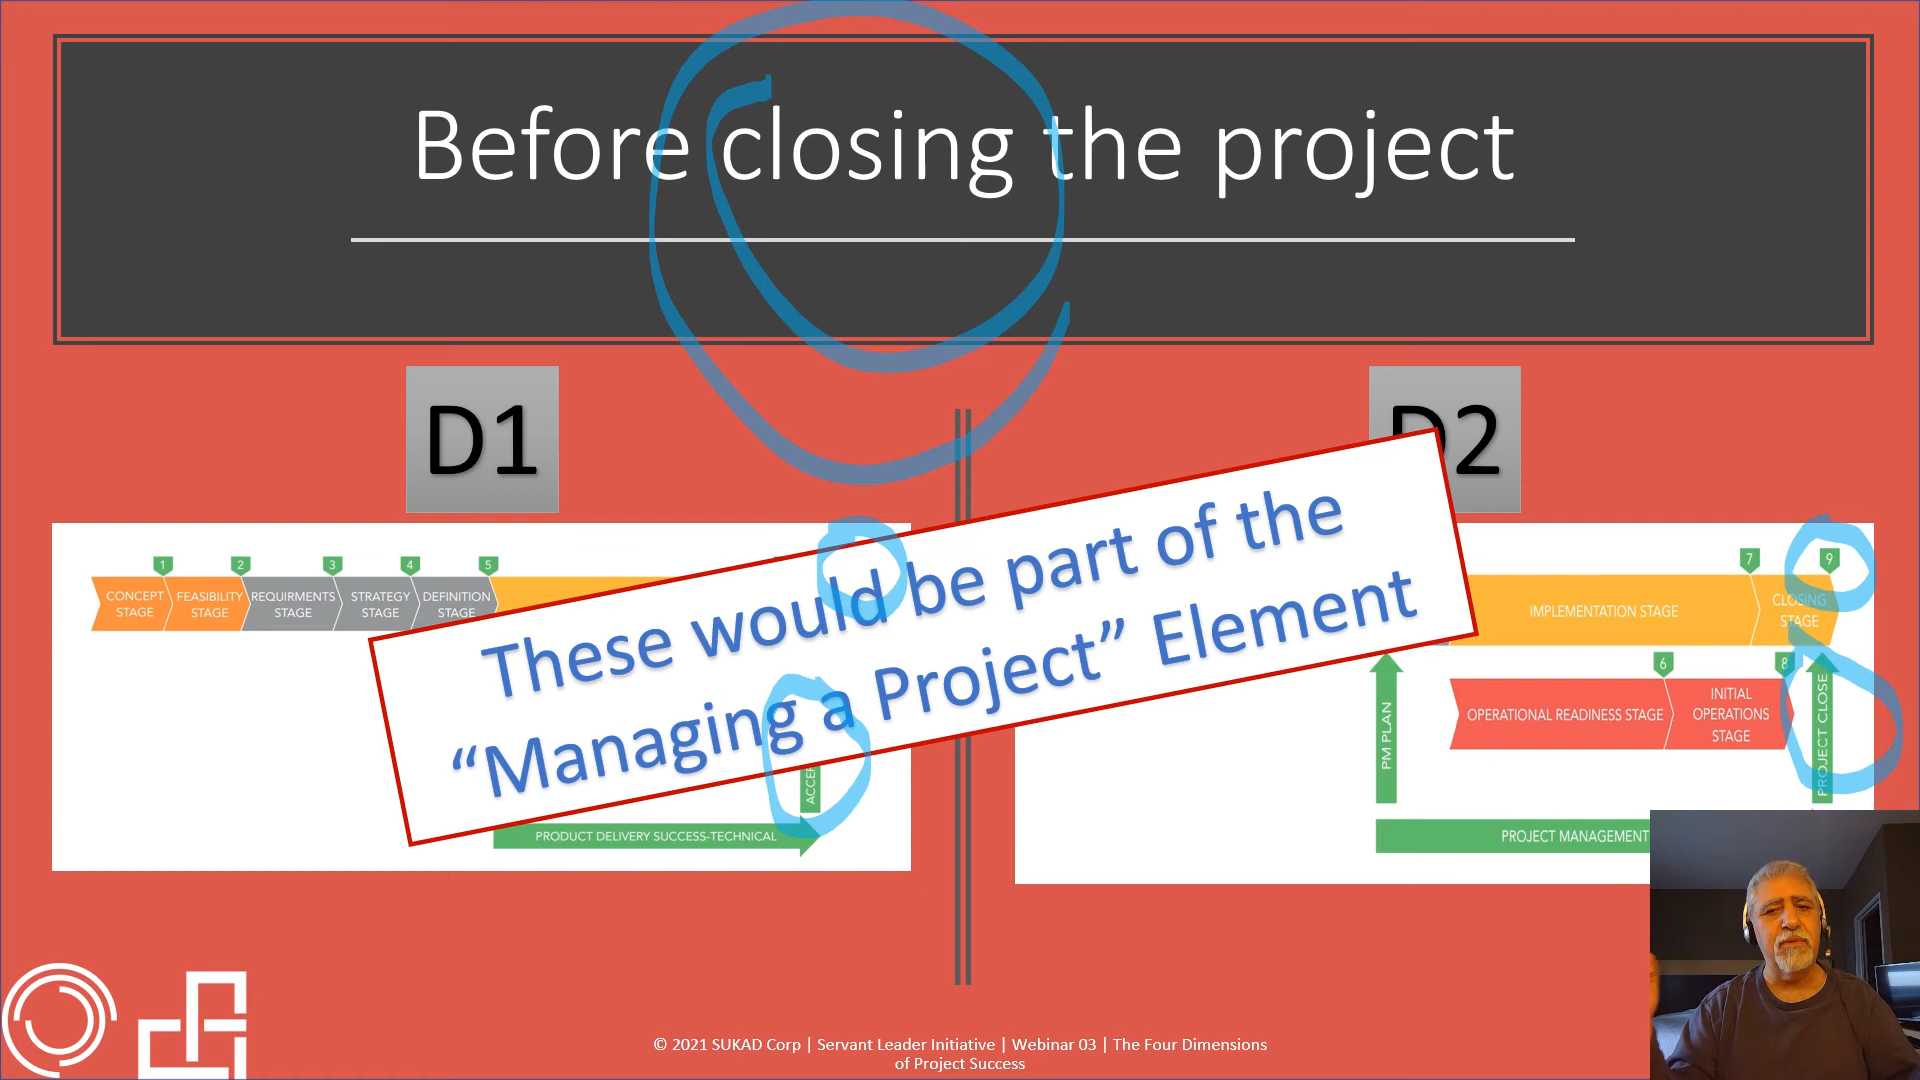 Before closing the project
D1
D2
1 2 3 4 5
CONCEPT STAGE
FEASIBILITY STAGE
REQUIRMENTS STAGE
STRATEGY STAGE
DEFINITION STAGE
These would be part of the
“Managing a Project” Element
PRODUCT DELIVERY SUCCESS-TECHNICAL
7 9
IMPLEMENTATION STAGE
CLOSING STAGE
6 8
OPERATIONAL READINESS STAGE
INITIAL OPERATIONS STAGE
PM PLAN
PROJECT CLOSE
PROJECT MANAGEMENT
© 2021 SUKAD Corp | Servant Leader Initiative | Webinar 03 | The Four Dimensions
of Project Success